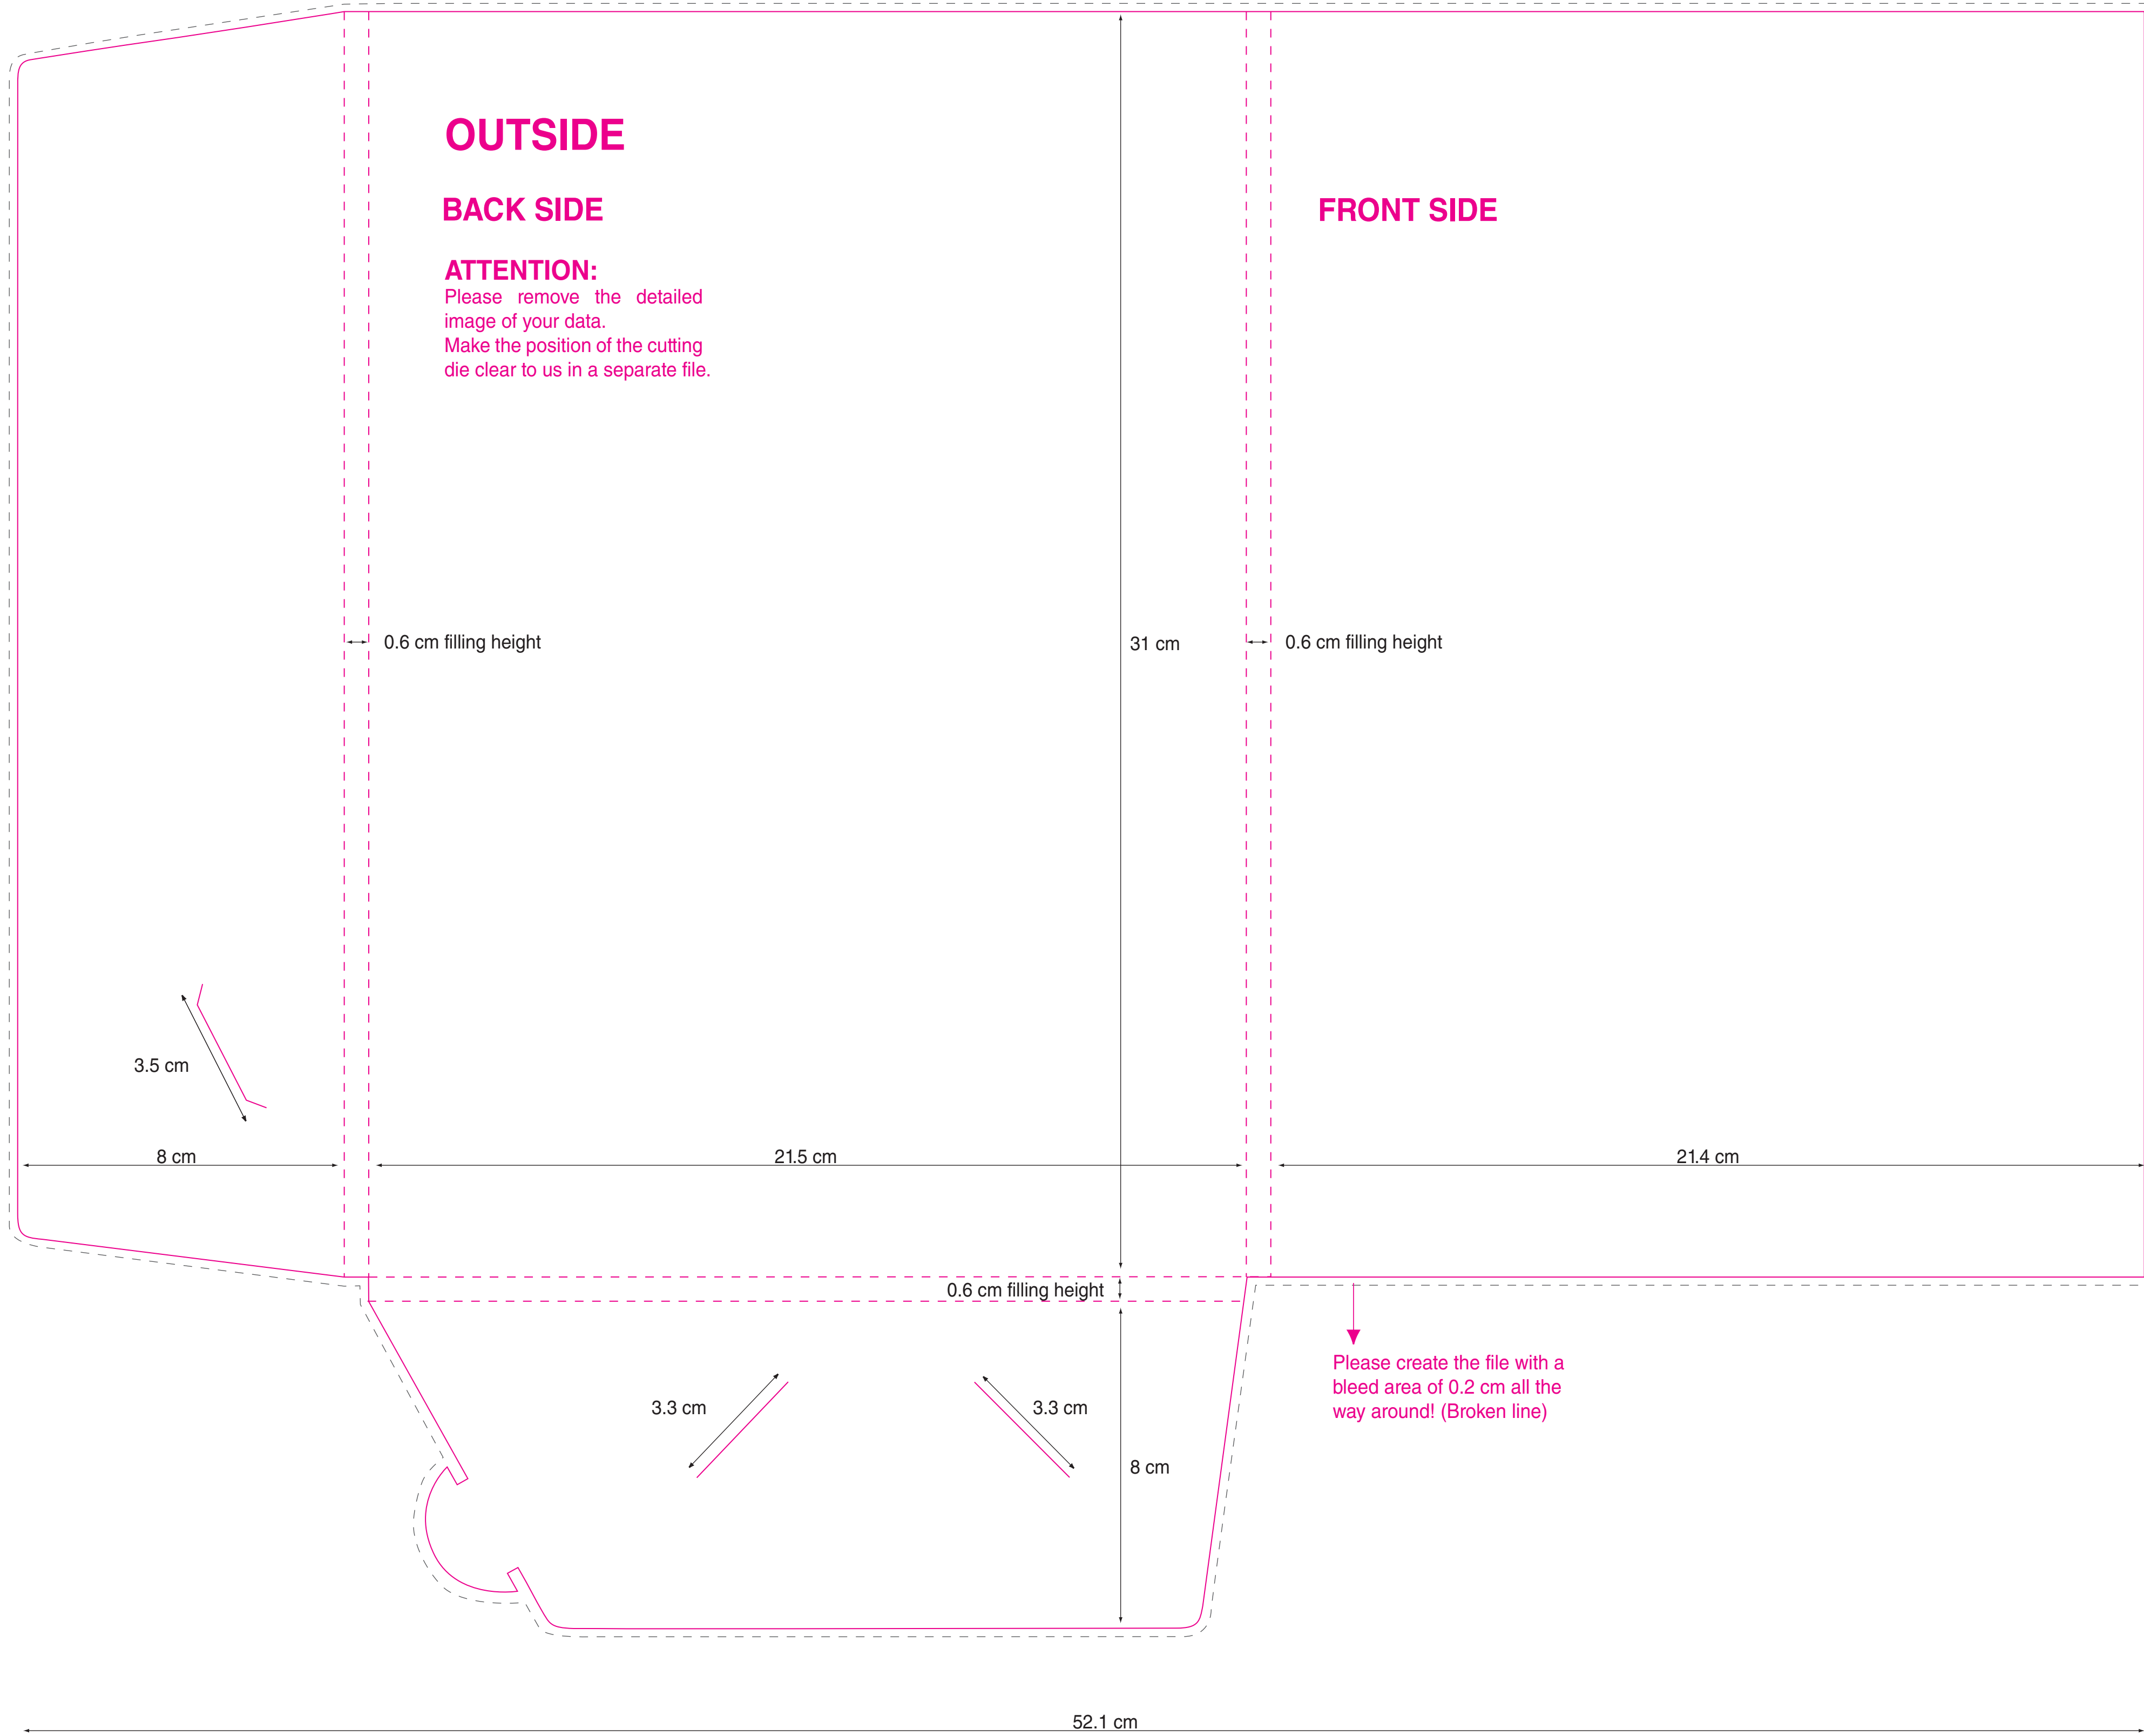 OUTSIDE
BACK SIDE
FRONT SIDE
ATTENTION:
Please remove the detailed
image of your data.
Make the position of the cutting
die clear to us in a separate file.
0.6 cm filling height
31 cm
0.6 cm filling height
3.5 cm
8 cm
21.5 cm
21.4 cm
0.6 cm filling height
Please create the file with a
bleed area of 0.2 cm all the
way around! (Broken line)
3.3 cm
3.3 cm
8 cm
52.1 cm